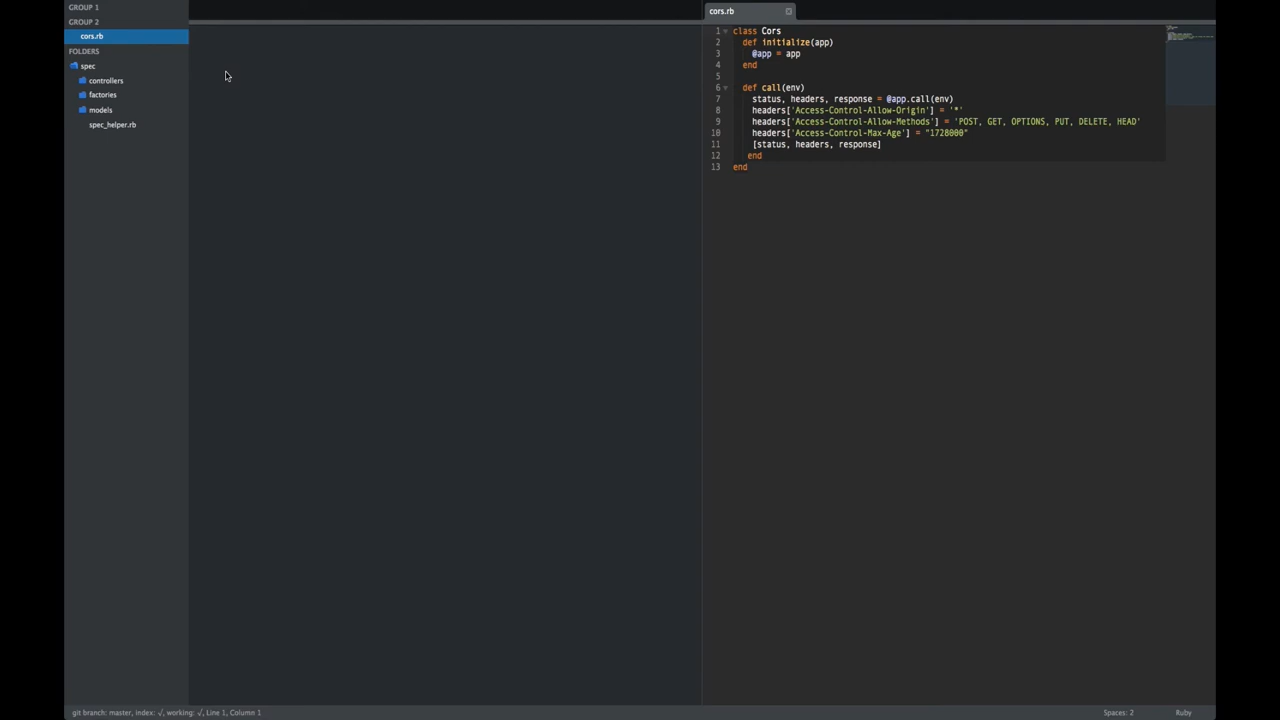 GROUP 1
GROUP 2
cors.rb
FOLDERS
spec
controllers
factories
models
spec_helper.rb
cors.rb
1 class Cors
2 def initialize(app)
3 @app = app
4 end
5
6 def call(env)
7 status, headers, response = @app.call(env)
8 headers['Access-Control-Allow-Origin'] = '*'
9 headers['Access-Control-Allow-Methods'] = 'POST, GET, OPTIONS, PUT, DELETE, HEAD'
10 headers['Access-Control-Max-Age'] = "1728000"
11 [status, headers, response]
12 end
13 end
git branch: master, index: √, working: √, Line 1, Column 1
Spaces: 2
Ruby